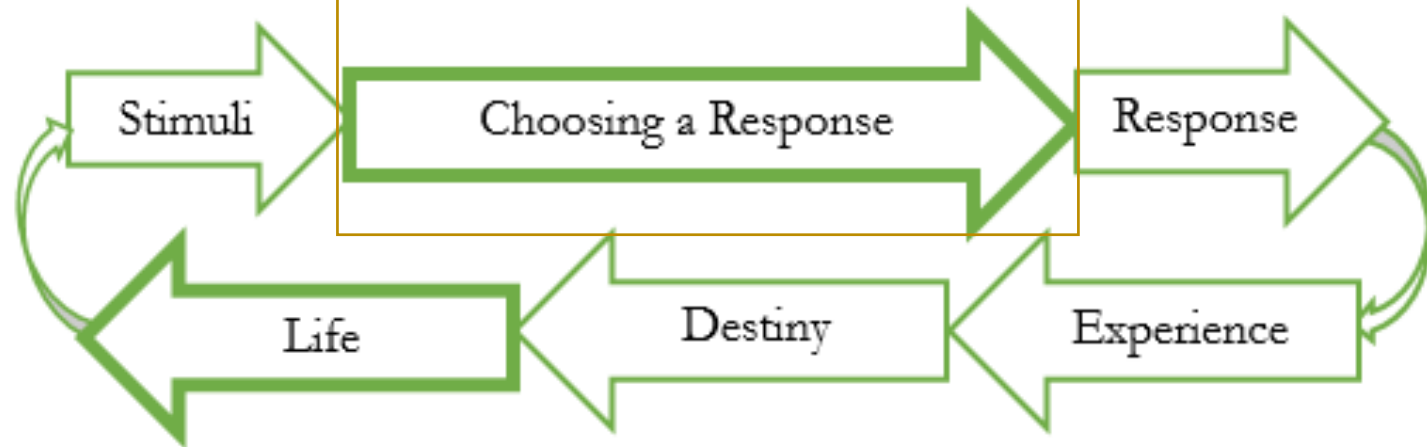 Stimuli
Choosing a Response
Response
Experience
Destiny
Life